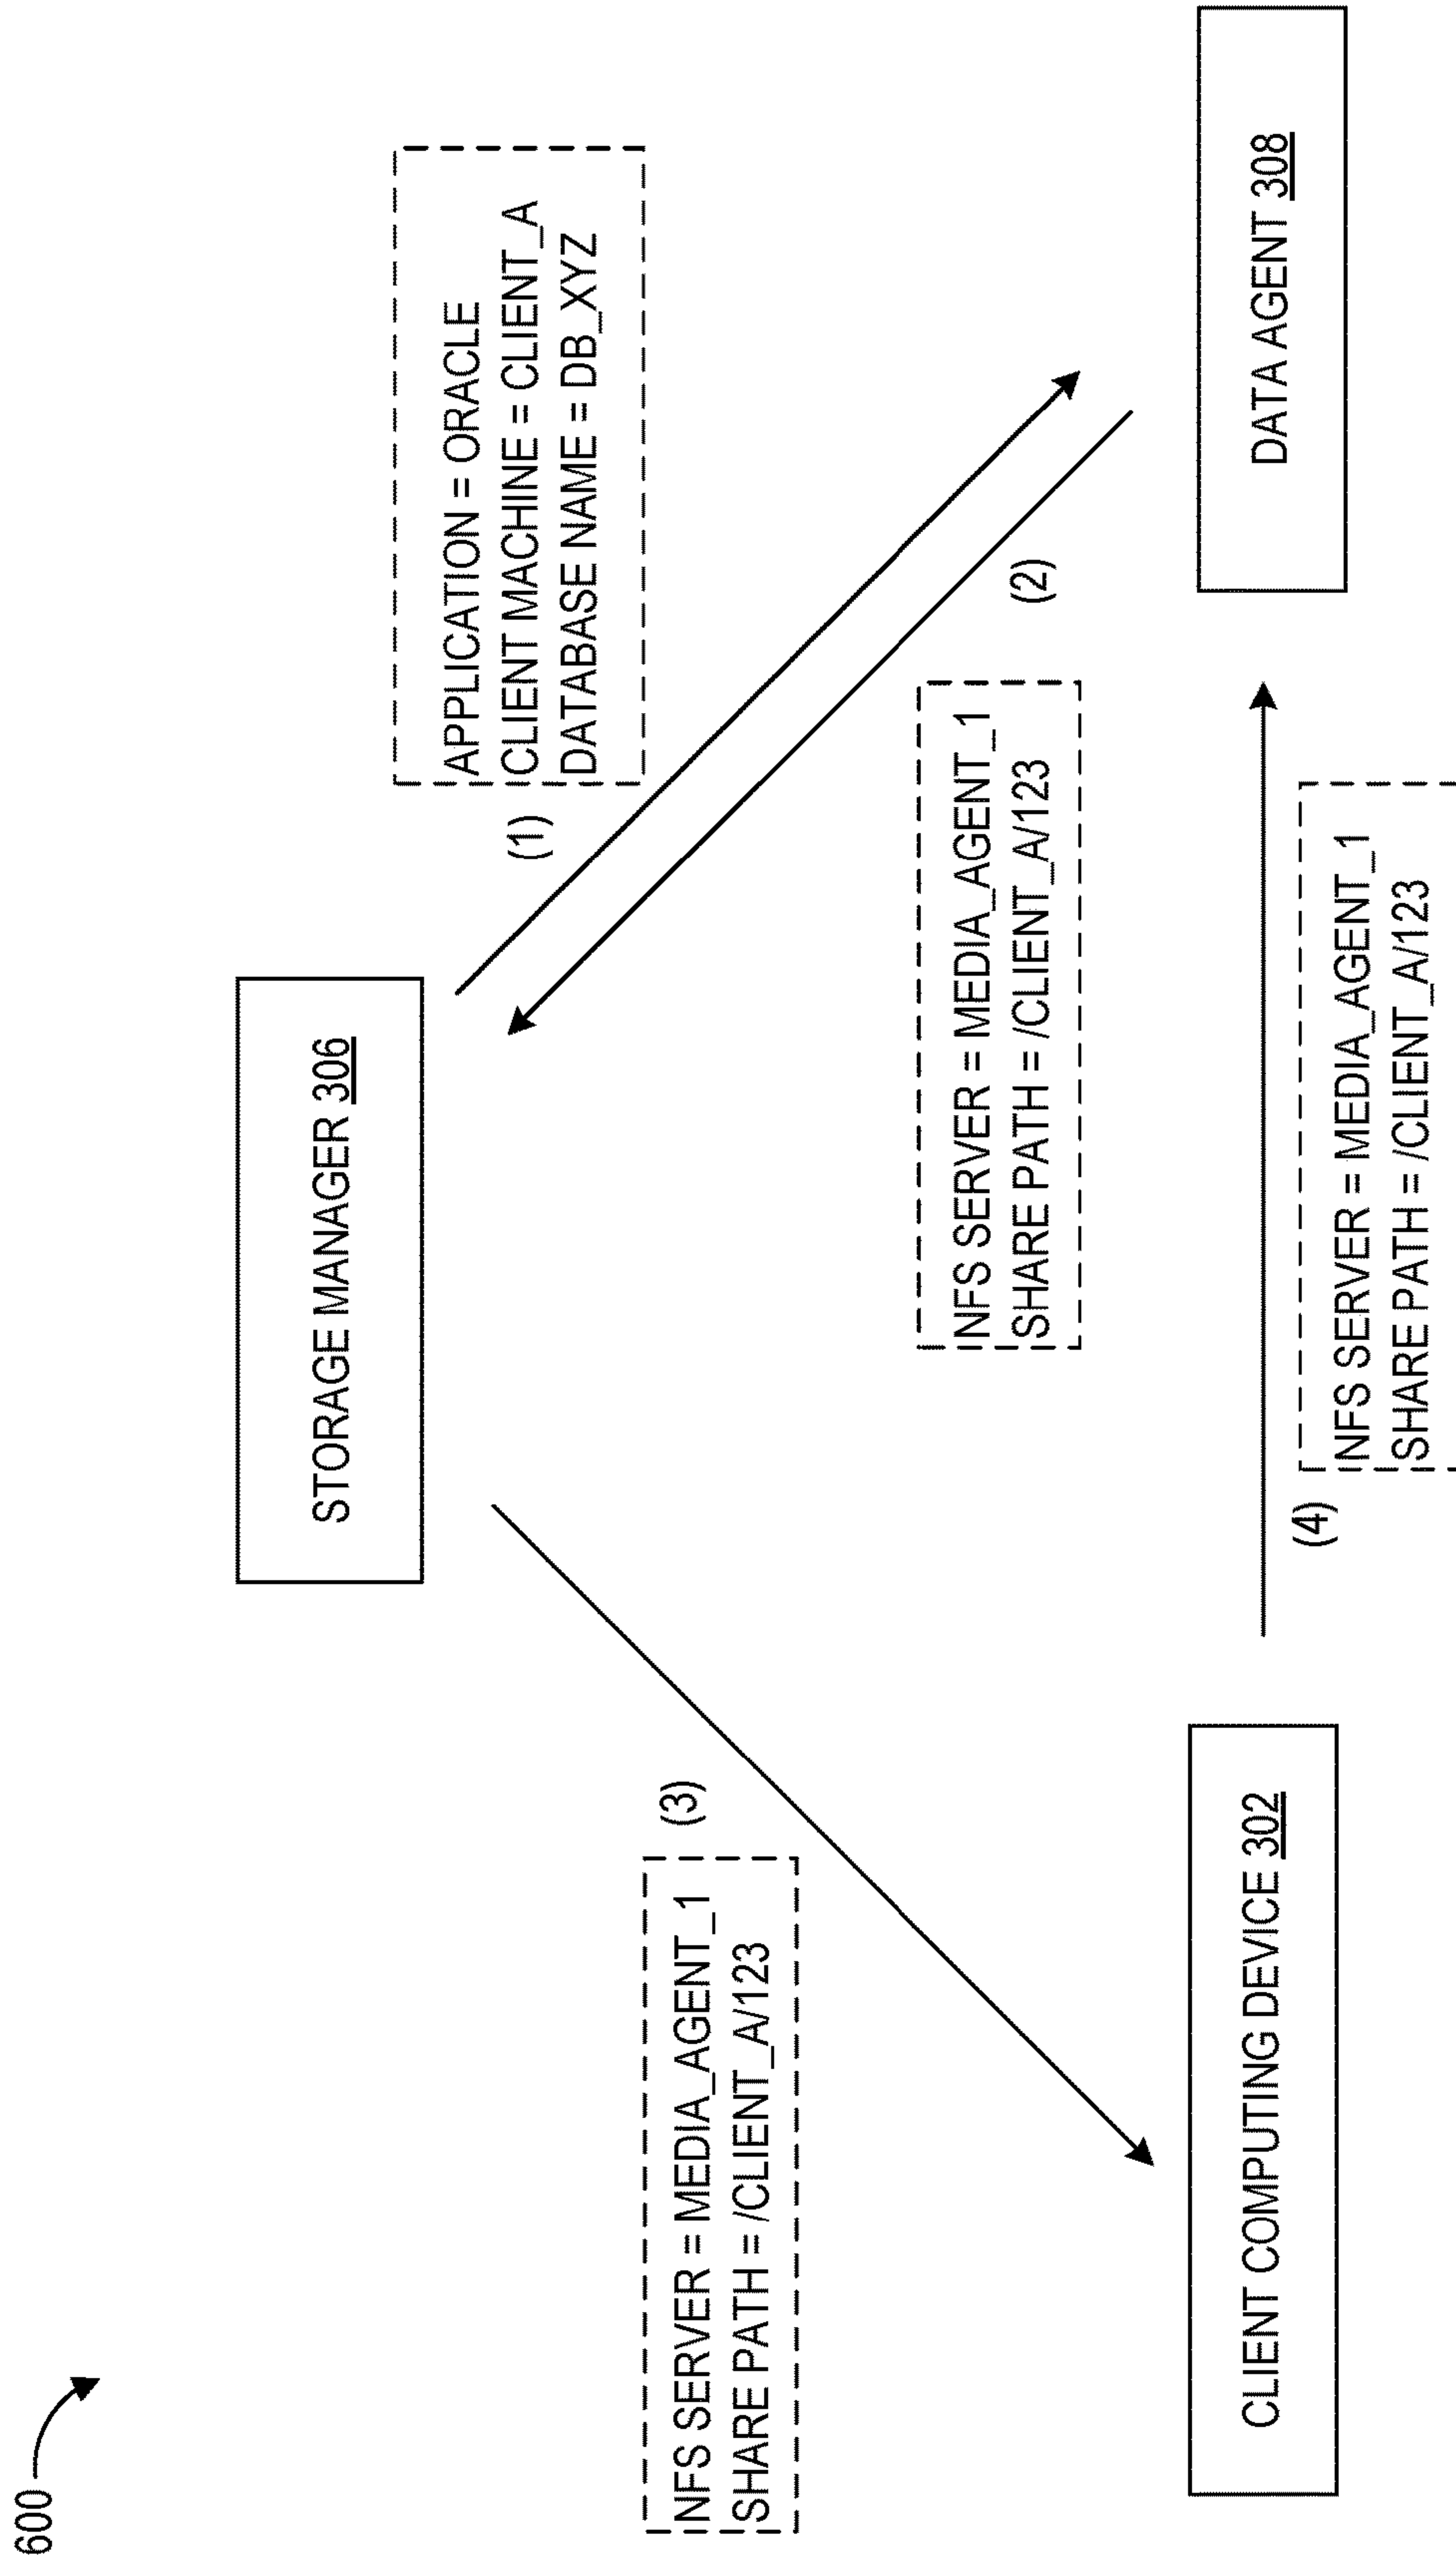 600
STORAGE MANAGER 306
APPLICATION = ORACLE
CLIENT MACHINE = CLIENT_A
DATABASE NAME = DB_XYZ
(1)
(2)
NFS SERVER = MEDIA_AGENT_1
SHARE PATH = /CLIENT_A/123
(3)
NFS SERVER = MEDIA_AGENT_1
SHARE PATH = /CLIENT_A/123
CLIENT COMPUTING DEVICE 302
DATA AGENT 308
(4)
NFS SERVER = MEDIA_AGENT_1
SHARE PATH = /CLIENT_A/123